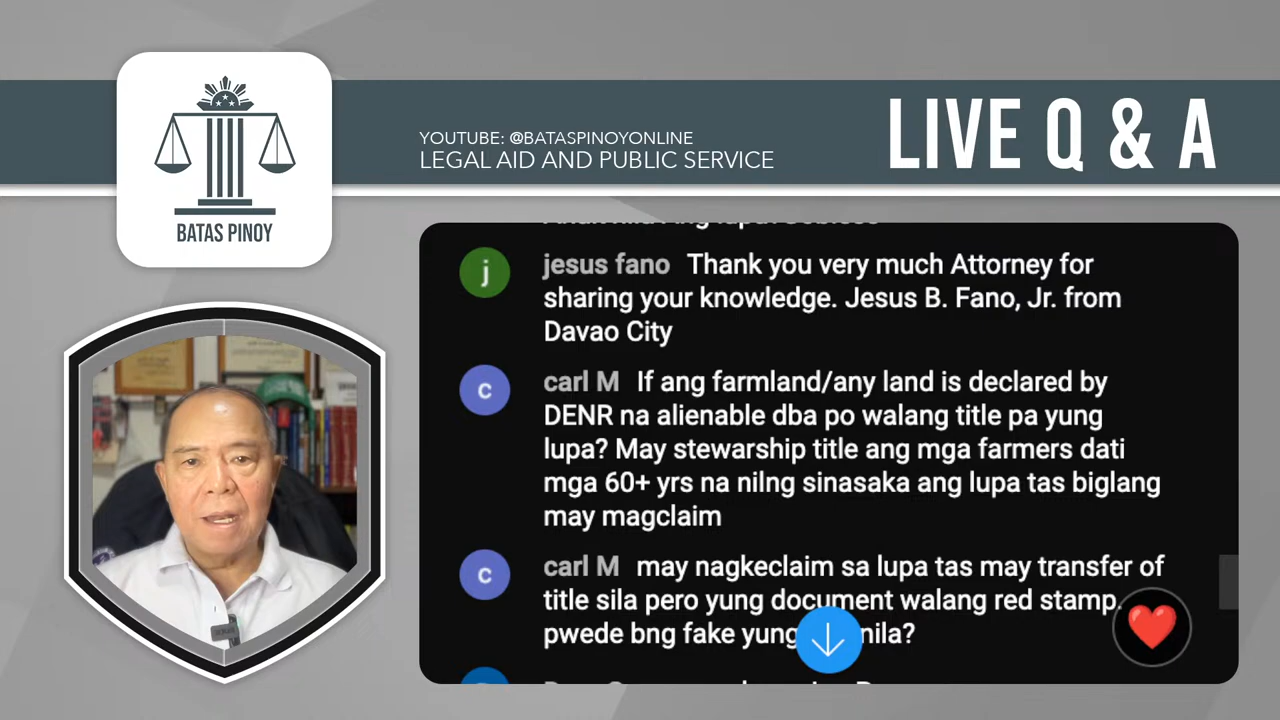 YOUTUBE: @BATASPINOYONLINE
LEGAL AID AND PUBLIC SERVICE
LIVE Q & A
BATAS PINOY
j
jesus fano Thank you very much Attorney for
sharing your knowledge. Jesus B. Fano, Jr. from
Davao City
c
carl M If ang farmland/any land is declared by
DENR na alienable dba po walang title pa yung
lupa? May stewarship title ang mga farmers dati
mga 60+ yrs na nilng sinasaka ang lupa tas biglang
may magclaim
c
carl M may nagkeclaim sa lupa tas may transfer of
title sila pero yung document walang red stamp.
pwede bng fake yung nila?